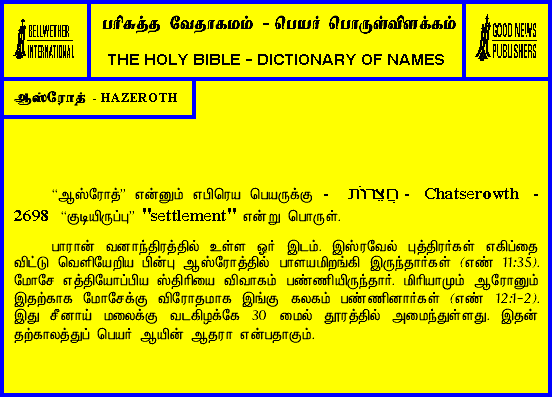 BELLWETHER
INTERNATIONAL
பரிசுத்த வேதாகமம் - பெயர் பொருள்விளக்கம்
THE HOLY BIBLE - DICTIONARY OF NAMES
GOOD NEWS
PUBLISHERS
ஆஸ்ரோத் - HAZEROTH
“ஆஸ்ரோத்” என்னும் எபிரெய பெயருக்கு - חֲצֵרוֹת - Chatserowth -
2698 “குடியிருப்பு” "settlement" என்று பொருள்.
பாரான் வனாந்திரத்தில் உள்ள ஓர் இடம். இஸ்ரவேல் புத்திரர்கள் எகிப்தை
விட்டு வெளியேறிய பின்பு ஆஸ்ரோத்தில் பாளயமிறங்கி இருந்தார்கள் (எண் 11:35).
மோசே எத்தியோப்பிய ஸ்திரியை விவாகம் பண்ணியிருந்தார். மிரியாமும் ஆரோனும்
இதற்காக மோசேக்கு விரோதமாக இங்கு கலகம் பண்ணினார்கள் (எண் 12:1-2).
இது சீனாய் மலைக்கு வடகிழக்கே 30 மைல் தூரத்தில் அமைந்துள்ளது. இதன்
தற்காலத்துப் பெயர் ஆயின் ஆதரா என்பதாகும்.